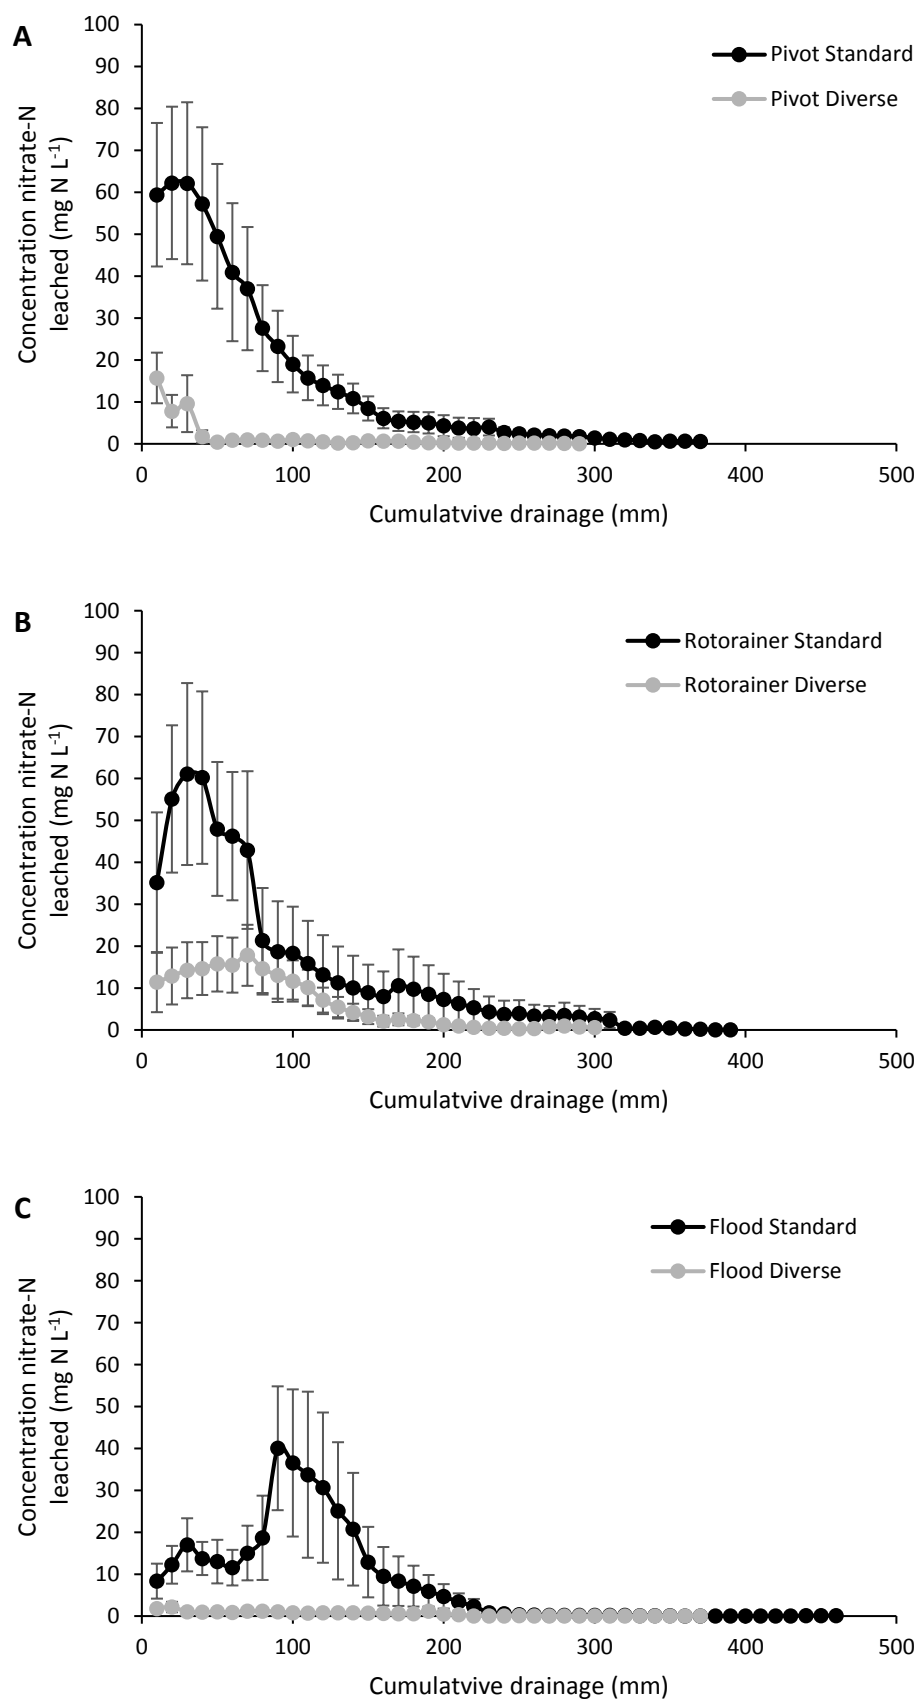 A
Concentration nitrate-N
leached (mg N L⁻¹)
100
90
80
70
60
50
40
30
20
10
0
Pivot Standard
Pivot Diverse
0 100 200 300 400 500
Cumulatvive drainage (mm)
B
Concentration nitrate-N
leached (mg N L⁻¹)
100
90
80
70
60
50
40
30
20
10
0
Rotorainer Standard
Rotorainer Diverse
0 100 200 300 400 500
Cumulatvive drainage (mm)
C
Concentration nitrate-N
leached (mg N L⁻¹)
100
90
80
70
60
50
40
30
20
10
0
Flood Standard
Flood Diverse
0 100 200 300 400 500
Cumulatvive drainage (mm)